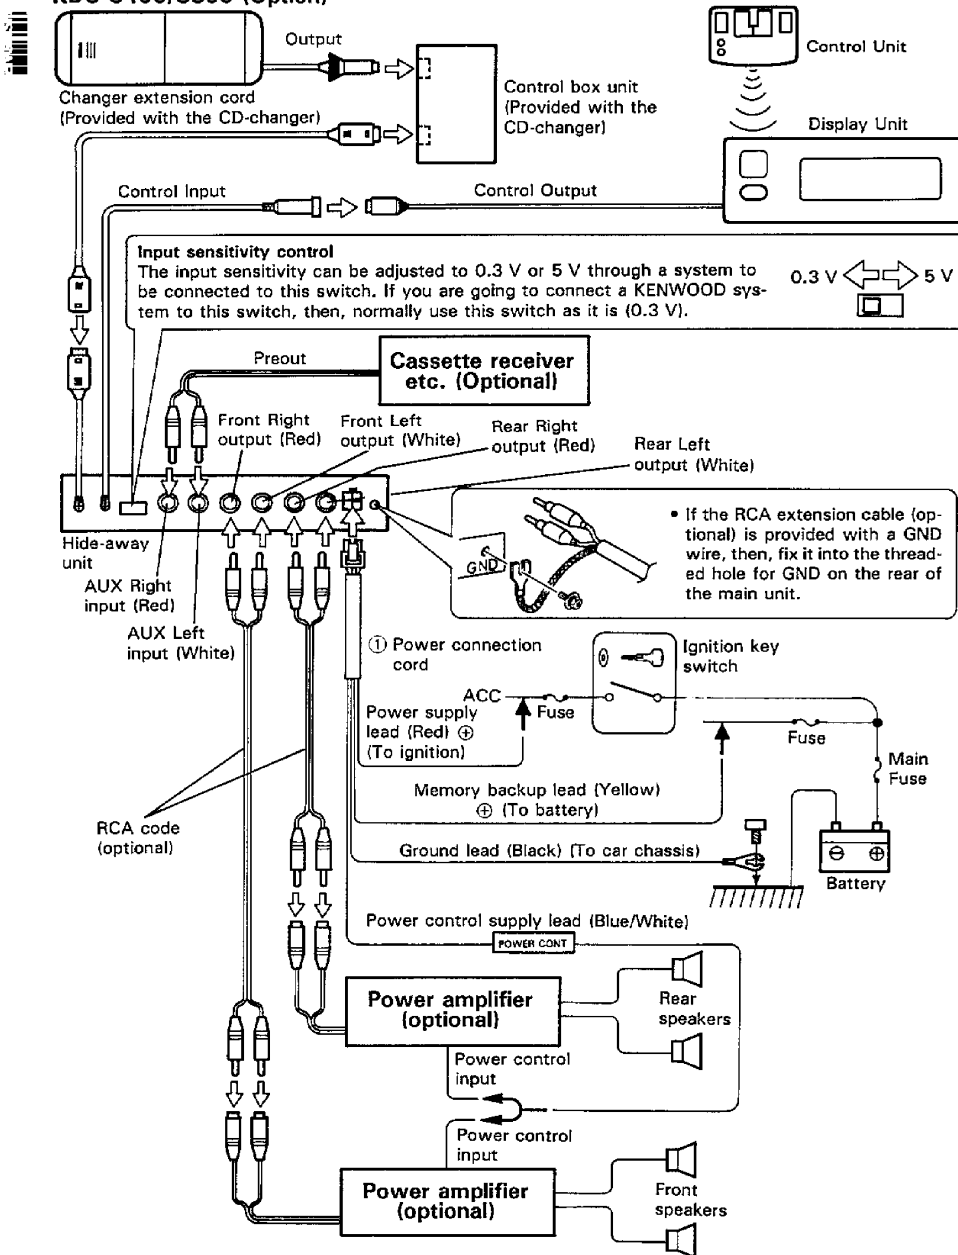 (Option)
Output
Control Unit
Changer extension cord
(Provided with the CD-changer)
Control box unit
(Provided with the
CD-changer)
Display Unit
Control Input
Control Output
Input sensitivity control
The input sensitivity can be adjusted to 0.3 V or 5 V through a system to
be connected to this switch. If you are going to connect a KENWOOD sys-
tem to this switch, then, normally use this switch as it is (0.3 V).
0.3 V
5 V
Preout
Cassette receiver
etc. (Optional)
Front Right
output (Red)
Front Left
output (White)
Rear Right
output (Red)
Rear Left
output (White)
Hide-away
unit
AUX Right
input (Red)
AUX Left
input (White)
GND
• If the RCA extension cable (op-
tional) is provided with a GND
wire, then, fix it into the thread-
ed hole for GND on the rear of
the main unit.
① Power connection
cord
Ignition key
switch
ACC
Fuse
Power supply
lead (Red) ⊕
(To ignition)
Fuse
Main
Fuse
Memory backup lead (Yellow)
⊕ (To battery)
RCA code
(optional)
Ground lead (Black) (To car chassis)
⊖ ⊕
Battery
Power control supply lead (Blue/White)
POWER CONT
Power amplifier
(optional)
Rear
speakers
Power control
input
Power control
input
Power amplifier
(optional)
Front
speakers